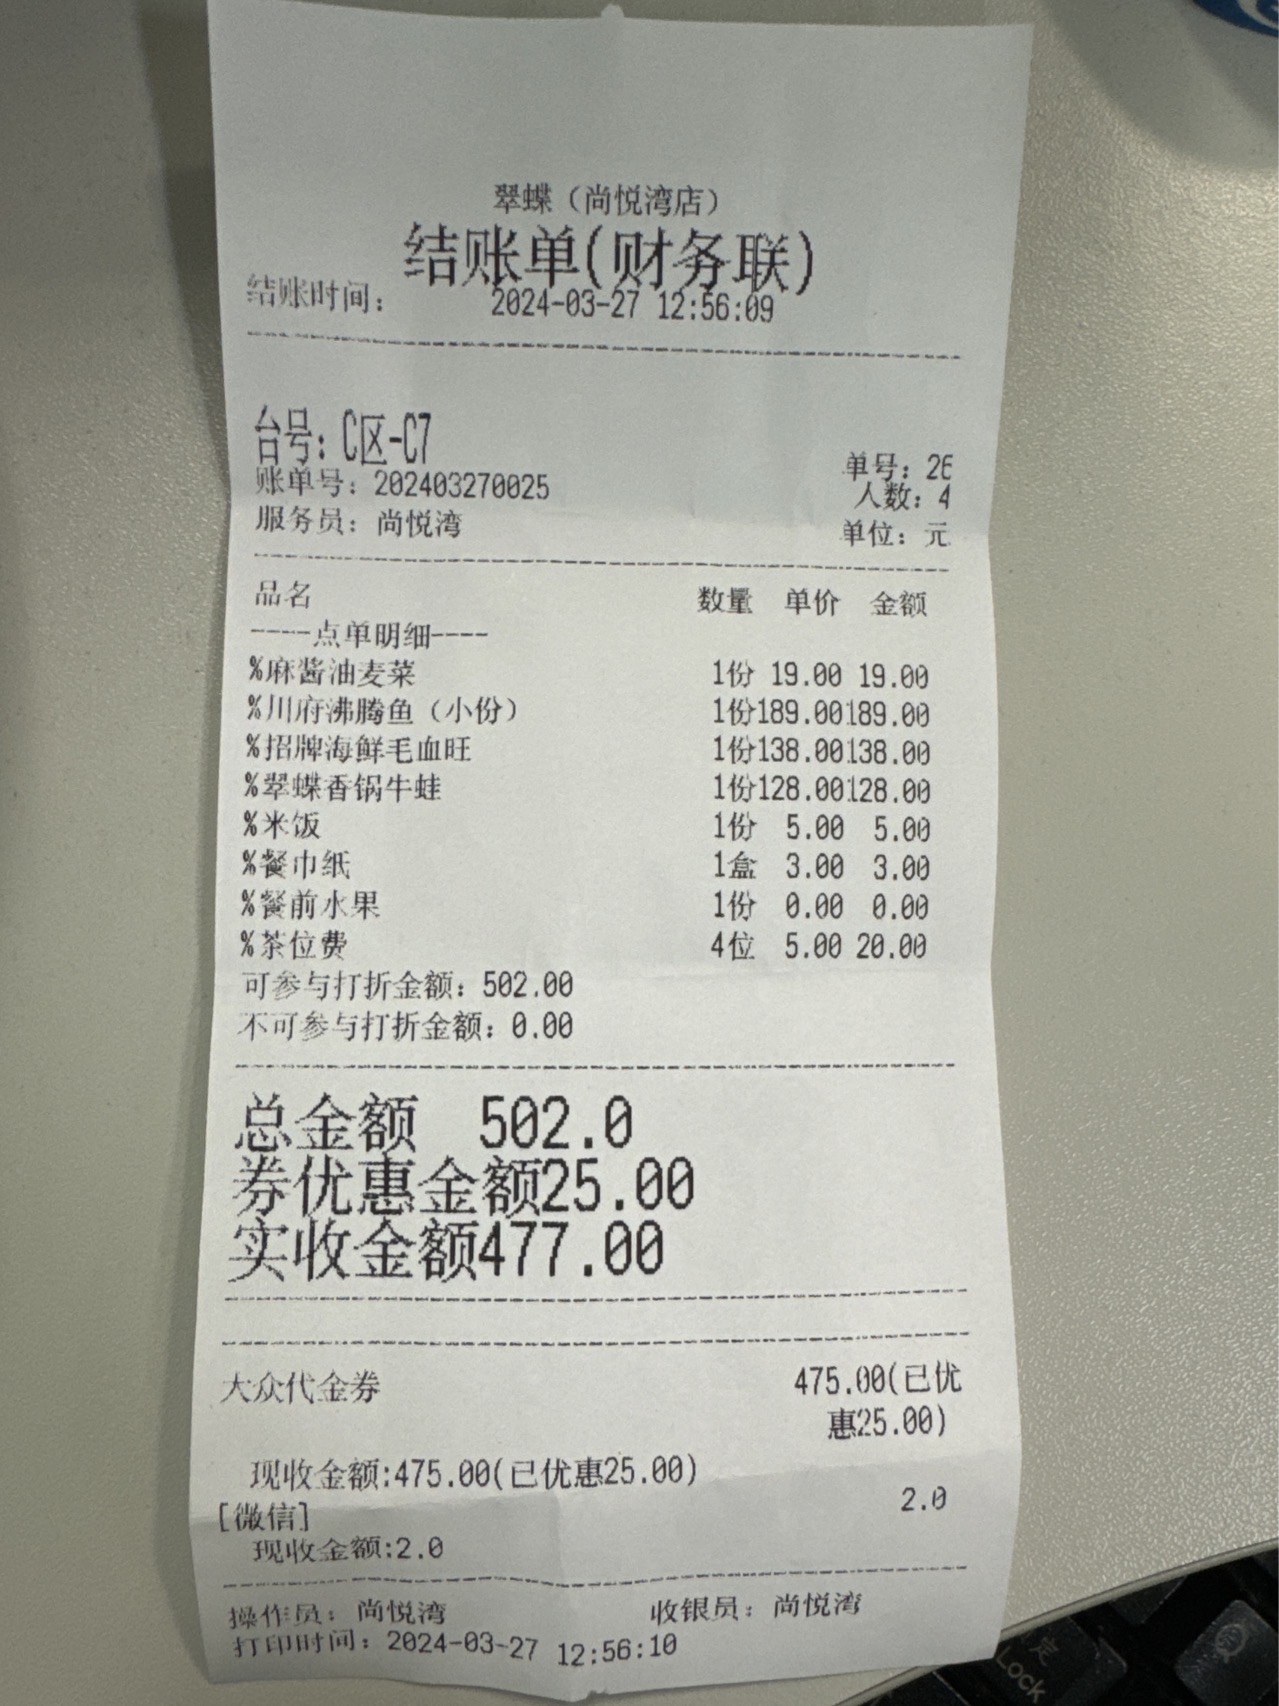 翠蝶（尚悦湾店）
结账单(财务联)
结账时间： 2024-03-27 12:56:09
台号：C区-C7
账单号：202403270025 单号：26
人数：4
服务员：尚悦湾 单位：元
品名 数量 单价 金额
----点单明细----
%麻酱油麦菜 1份 19.00 19.00
%川府沸腾鱼（小份） 1份189.00189.00
%招牌海鲜毛血旺 1份138.00138.00
%翠蝶香锅牛蛙 1份128.00128.00
%米饭 1份 5.00 5.00
%餐巾纸 1盒 3.00 3.00
%餐前水果 1份 0.00 0.00
%茶位费 4位 5.00 20.00
可参与打折金额：502.00
不可参与打折金额：0.00
总金额 502.0
券优惠金额25.00
实收金额477.00
大众代金券 475.00(已优
惠25.00)
现收金额:475.00(已优惠25.00)
[微信] 2.0
现收金额:2.0
操作员：尚悦湾 收银员：尚悦湾
打印时间：2024-03-27 12:56:10
定
Lock